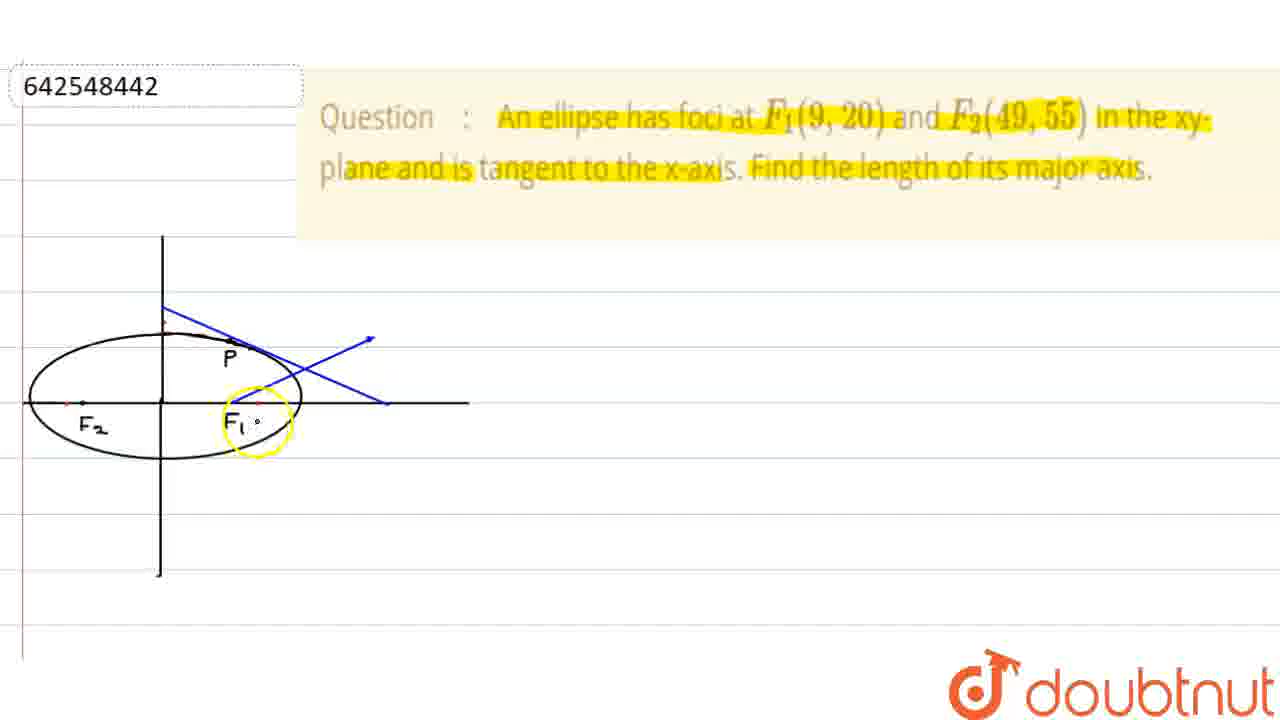 642548442
Question : An ellipse has foci at F₁(9, 20) and F₂(49, 55) In the xy-
plane and is tangent to the x-axis. Find the length of its major axis.
P
F₂ F₁
doubtnut